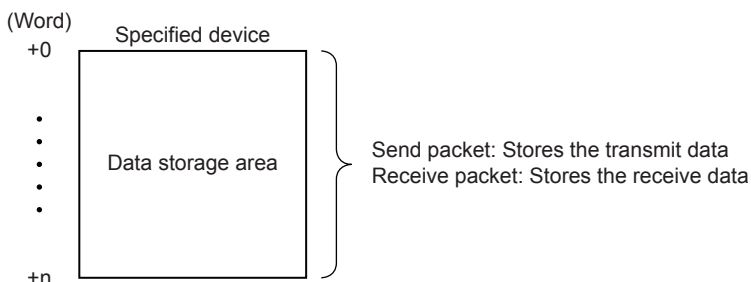 (Word)
Specified device
+0
Data storage area
Send packet: Stores the transmit data
Receive packet: Stores the receive data
+n